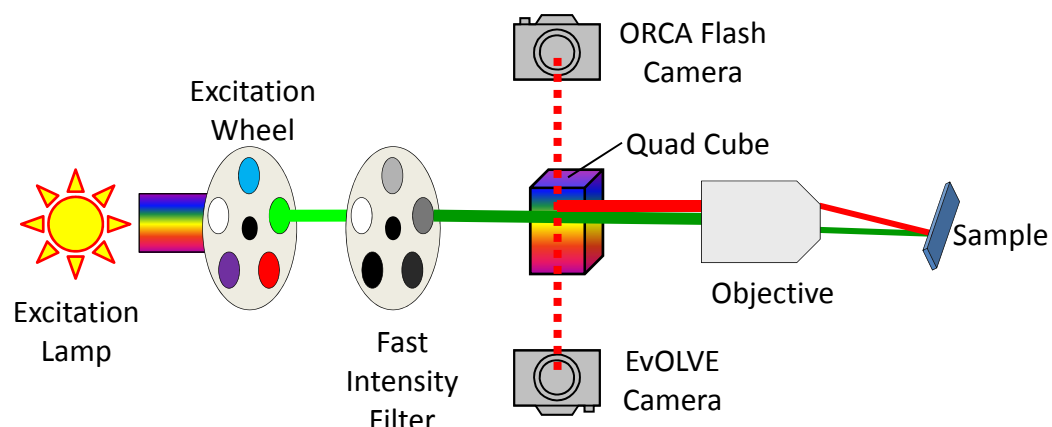 ORCA Flash
Camera
Excitation
Wheel
Quad Cube
Sample
Objective
Excitation
Lamp
Fast
Intensity
Filter
EvOLVE
Camera